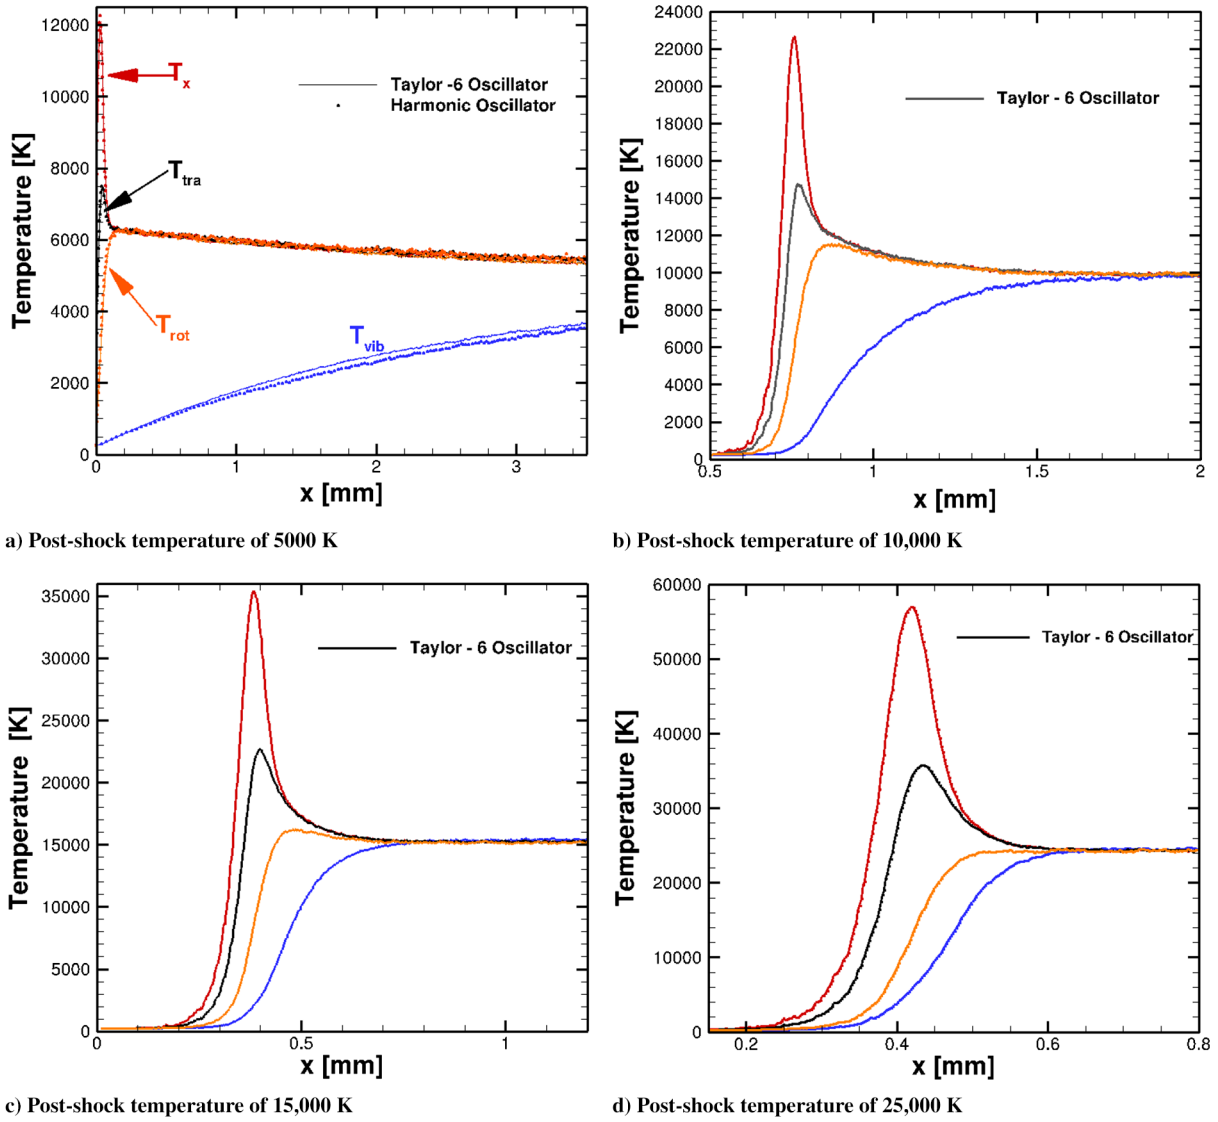 12000
10000
8000
6000
4000
2000
0
Temperature [K]
T_x
T_tra
T_rot
T_vib
Taylor -6 Oscillator
Harmonic Oscillator
0 1 2 3
x [mm]
a) Post-shock temperature of 5000 K
24000
22000
20000
18000
16000
14000
12000
10000
8000
6000
4000
2000
0
Temperature [K]
Taylor - 6 Oscillator
0.5 1 1.5 2
x [mm]
b) Post-shock temperature of 10,000 K
35000
30000
25000
20000
15000
10000
5000
0
Temperature [K]
Taylor - 6 Oscillator
0 0.5 1
x [mm]
c) Post-shock temperature of 15,000 K
60000
50000
40000
30000
20000
10000
0
Temperature [K]
Taylor - 6 Oscillator
0.2 0.4 0.6 0.8
x [mm]
d) Post-shock temperature of 25,000 K